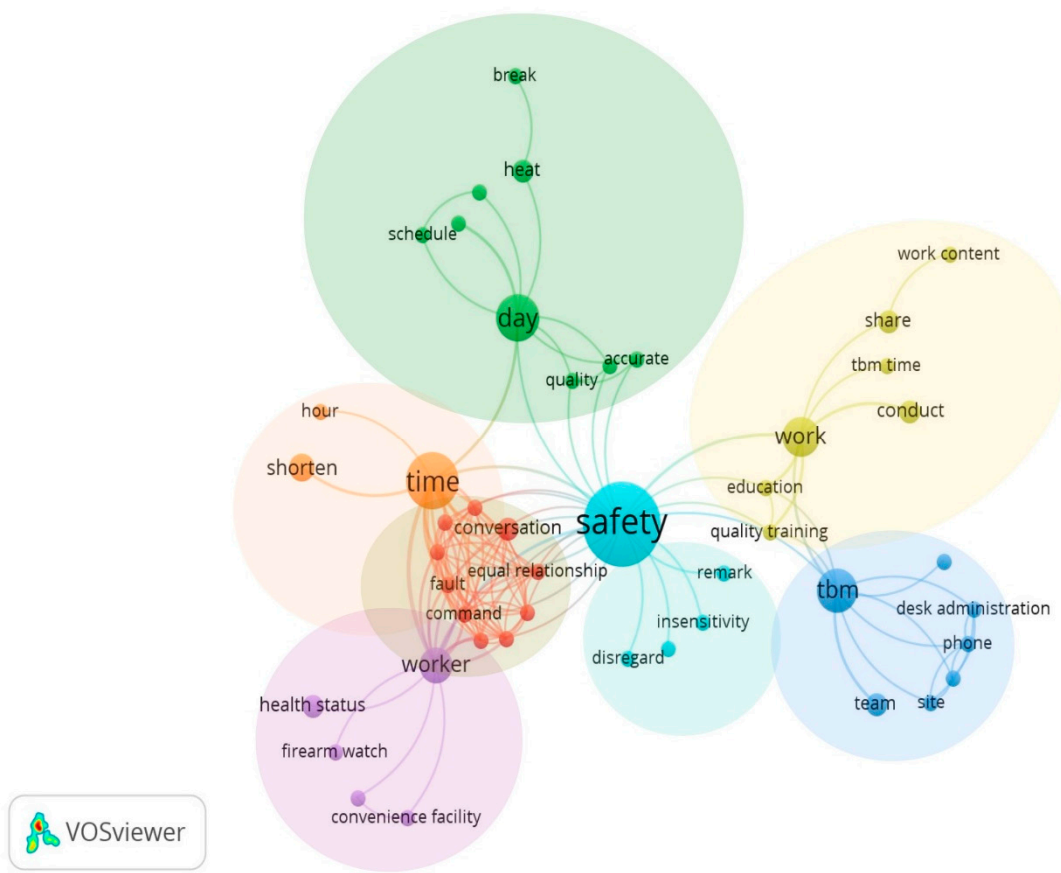 break
heat
schedule
work content
day
share
accurate
tbm time
quality
hour
conduct
work
shorten
time
education
safety
conversation
quality training
equal relationship
remark
fault
tbm
desk administration
command
insensitivity
phone
disregard
worker
team
site
health status
firearm watch
convenience facility
VOSviewer